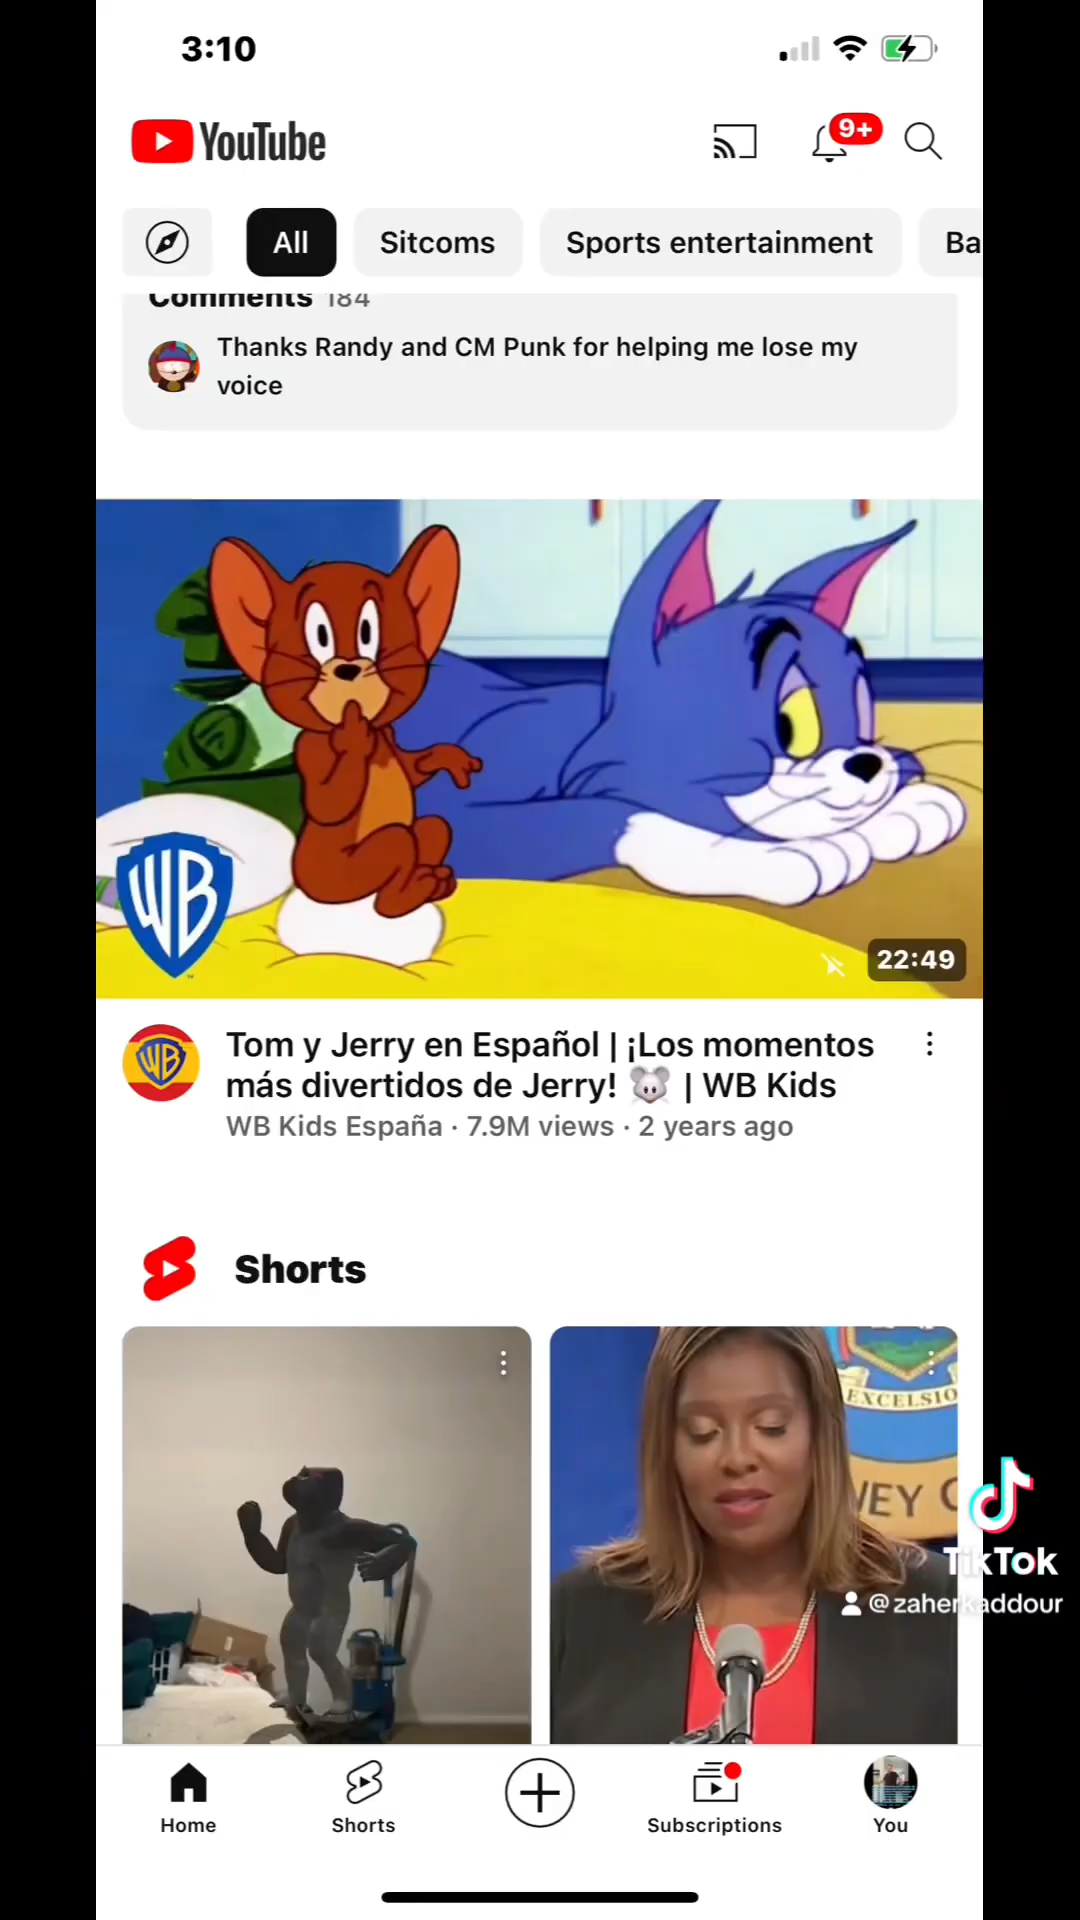 3:10
YouTube
9+
All
Sitcoms
Sports entertainment
Ba
Comments 184
Thanks Randy and CM Punk for helping me lose my
voice
WB
22:49
WB
Tom y Jerry en Español | ¡Los momentos
más divertidos de Jerry! 🐭 | WB Kids
WB Kids España · 7.9M views · 2 years ago
Shorts
EXCELSIO
TikTok
@zaherkaddour
Home
Shorts
Subscriptions
You